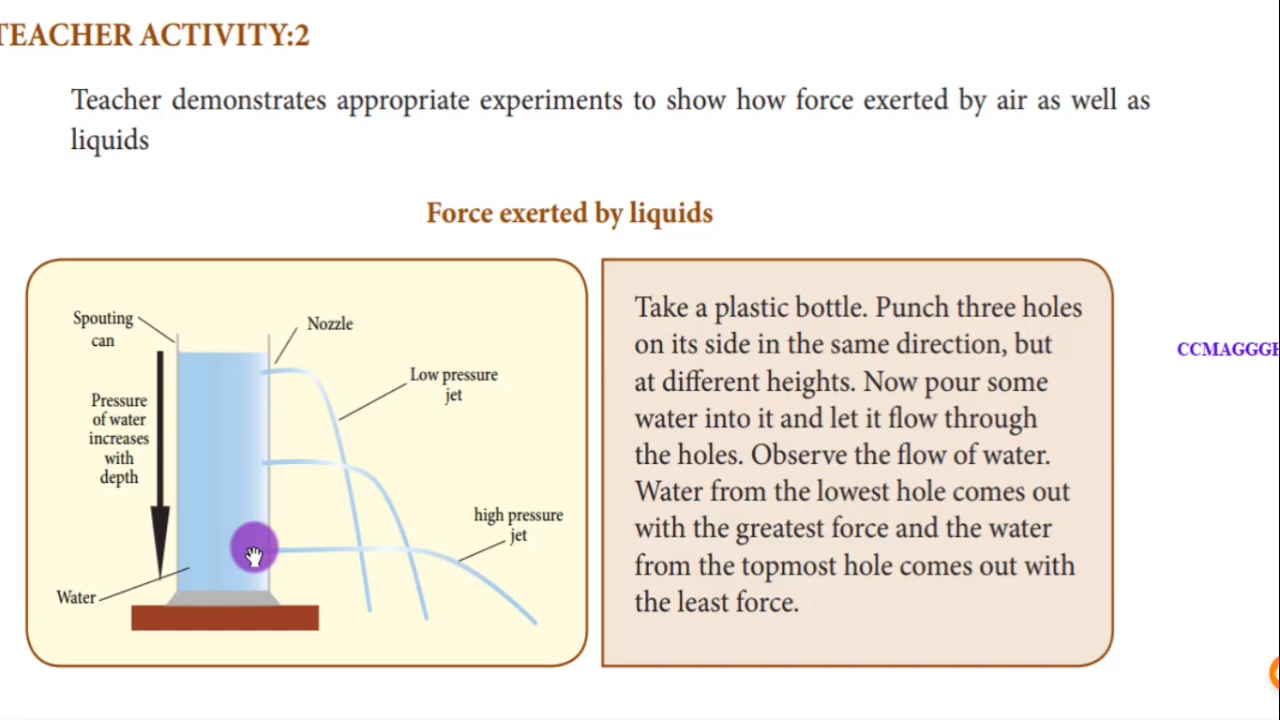 TEACHER ACTIVITY:2
Teacher demonstrates appropriate experiments to show how force exerted by air as well as
liquids
Force exerted by liquids
Spouting
can
Nozzle
Low pressure
jet
Pressure
of water
increases
with
depth
high pressure
jet
Water
Take a plastic bottle. Punch three holes
on its side in the same direction, but
at different heights. Now pour some
water into it and let it flow through
the holes. Observe the flow of water.
Water from the lowest hole comes out
with the greatest force and the water
from the topmost hole comes out with
the least force.